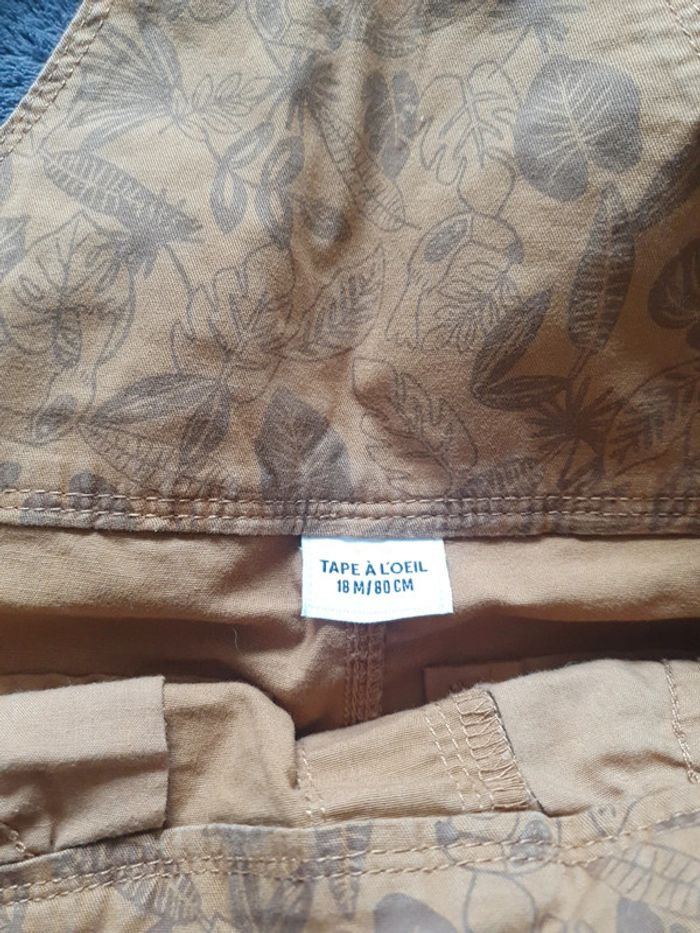 TAPE À L'OEIL
18 M/80 CM